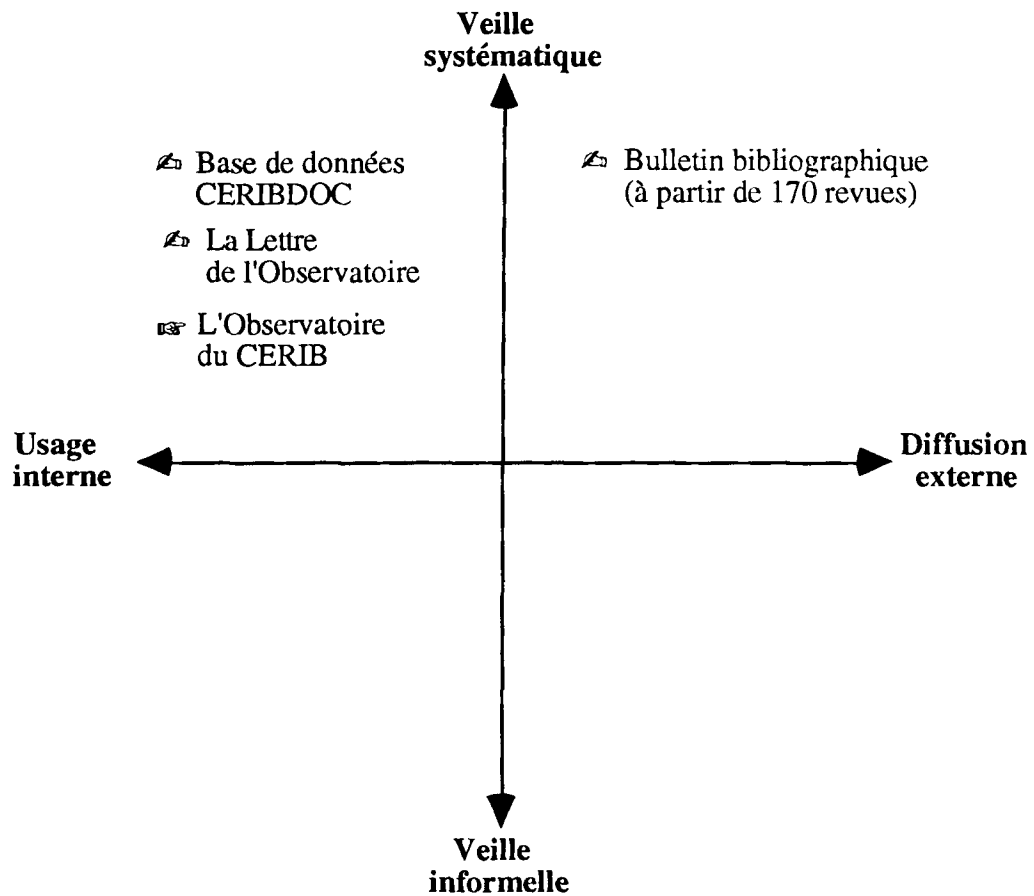 Veille
systématique
✍ Base de données
CERIBDOC
✍ La Lettre
de l'Observatoire
☞ L'Observatoire
du CERIB
✍ Bulletin bibliographique
(à partir de 170 revues)
Usage
interne
Diffusion
externe
Veille
informelle